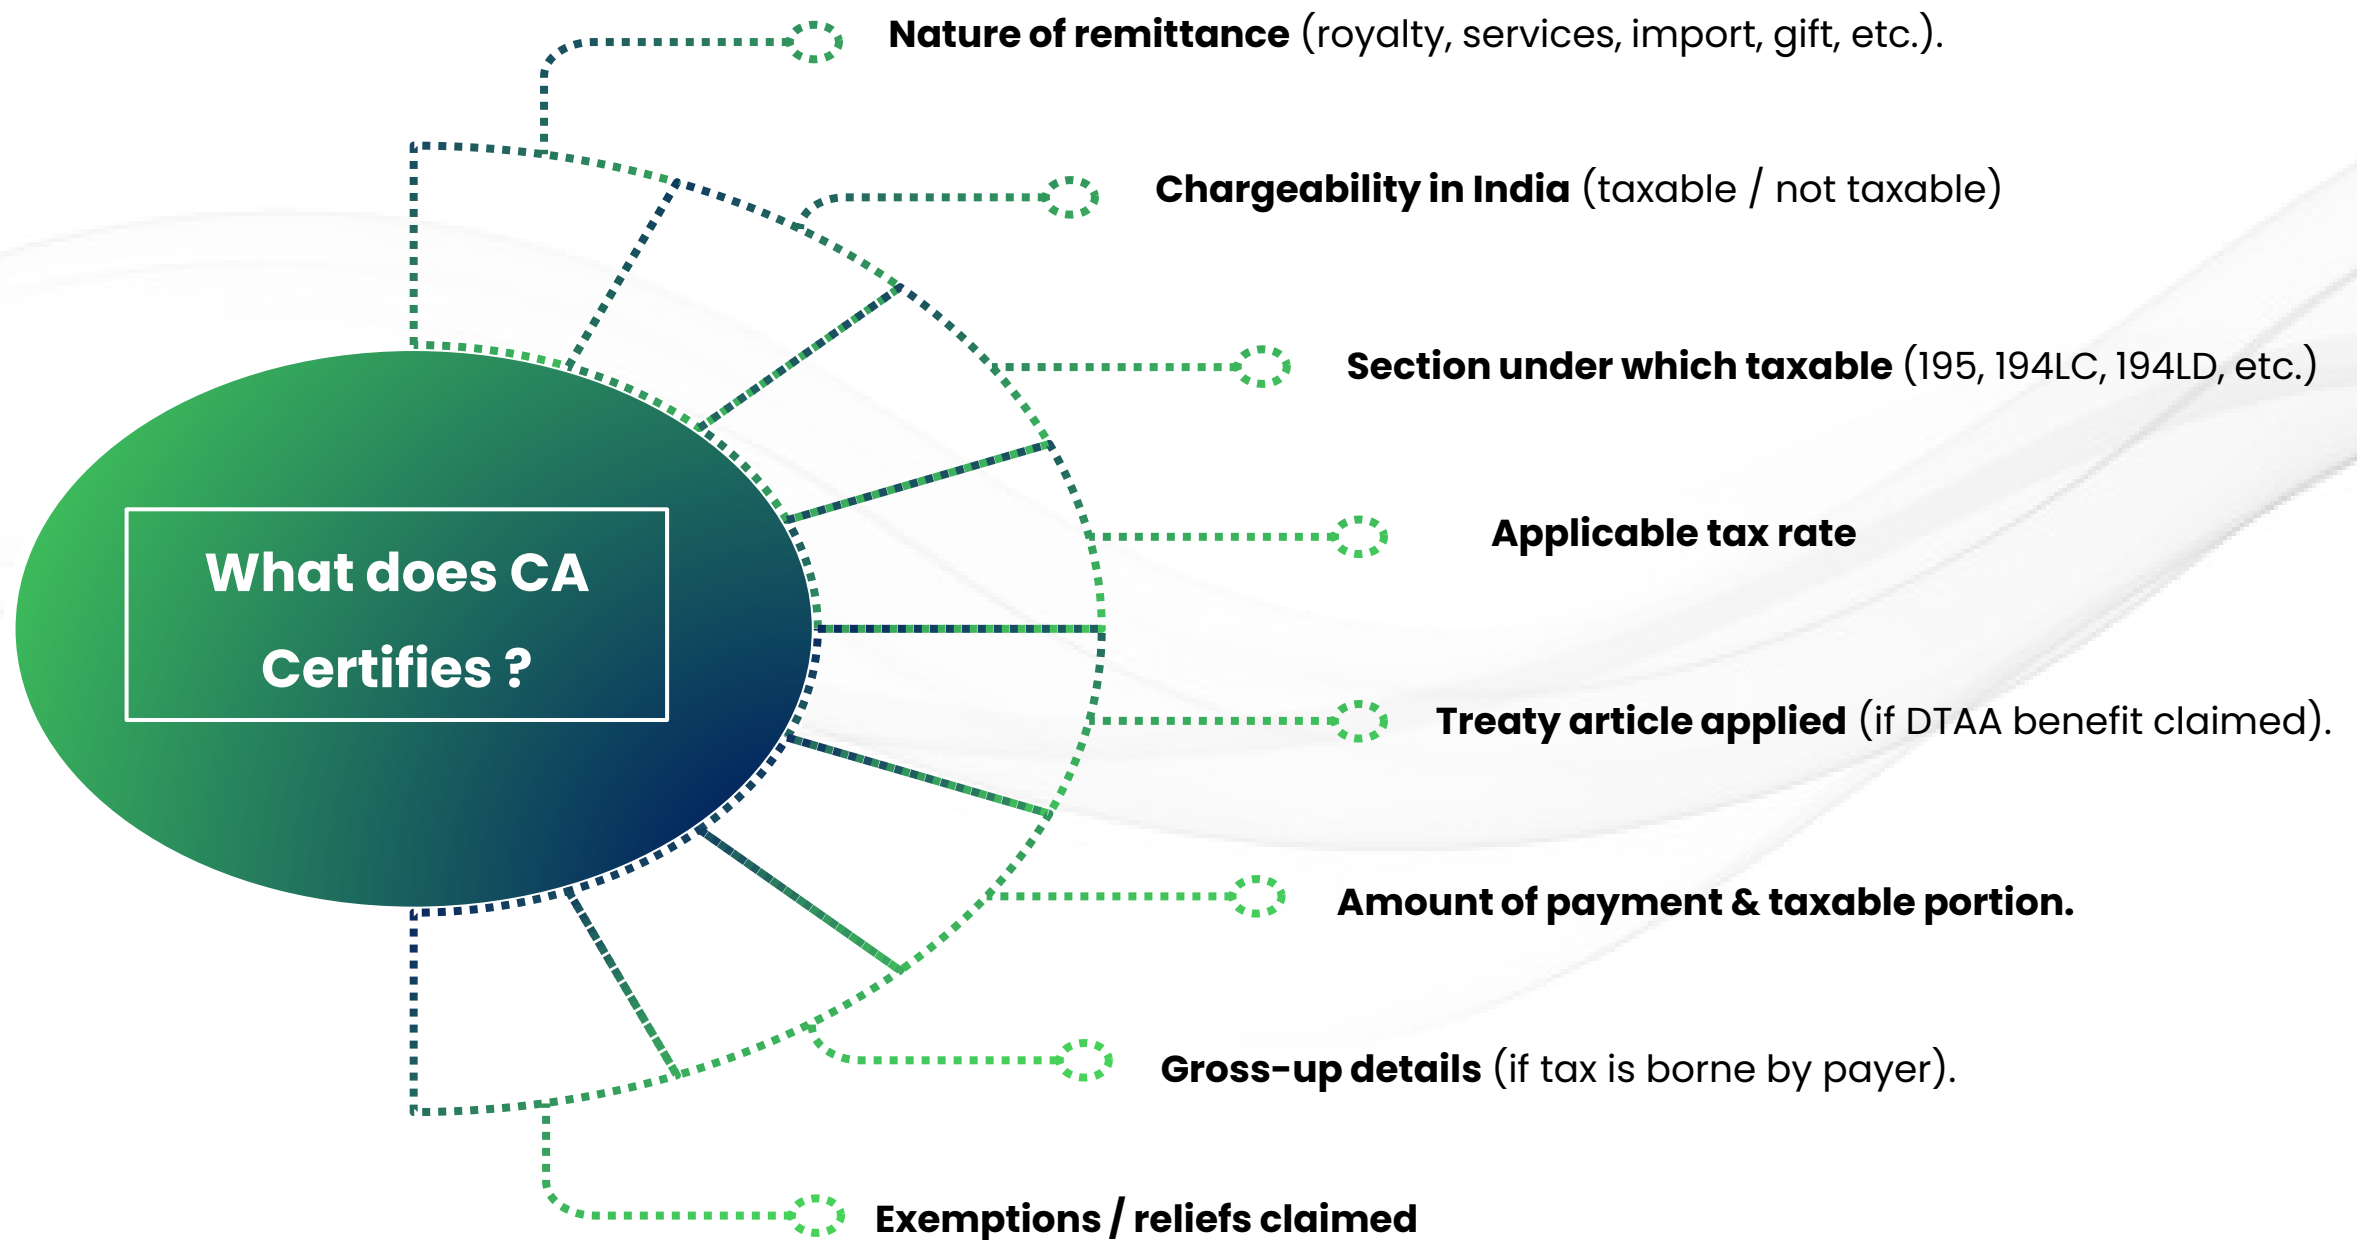 Nature of remittance (royalty, services, import, gift, etc.).
Chargeability in India (taxable / not taxable)
Section under which taxable (195, 194LC, 194LD, etc.)
Applicable tax rate
What does CA
Certifies ?
Treaty article applied (if DTAA benefit claimed).
Amount of payment & taxable portion.
Gross-up details (if tax is borne by payer).
Exemptions / reliefs claimed